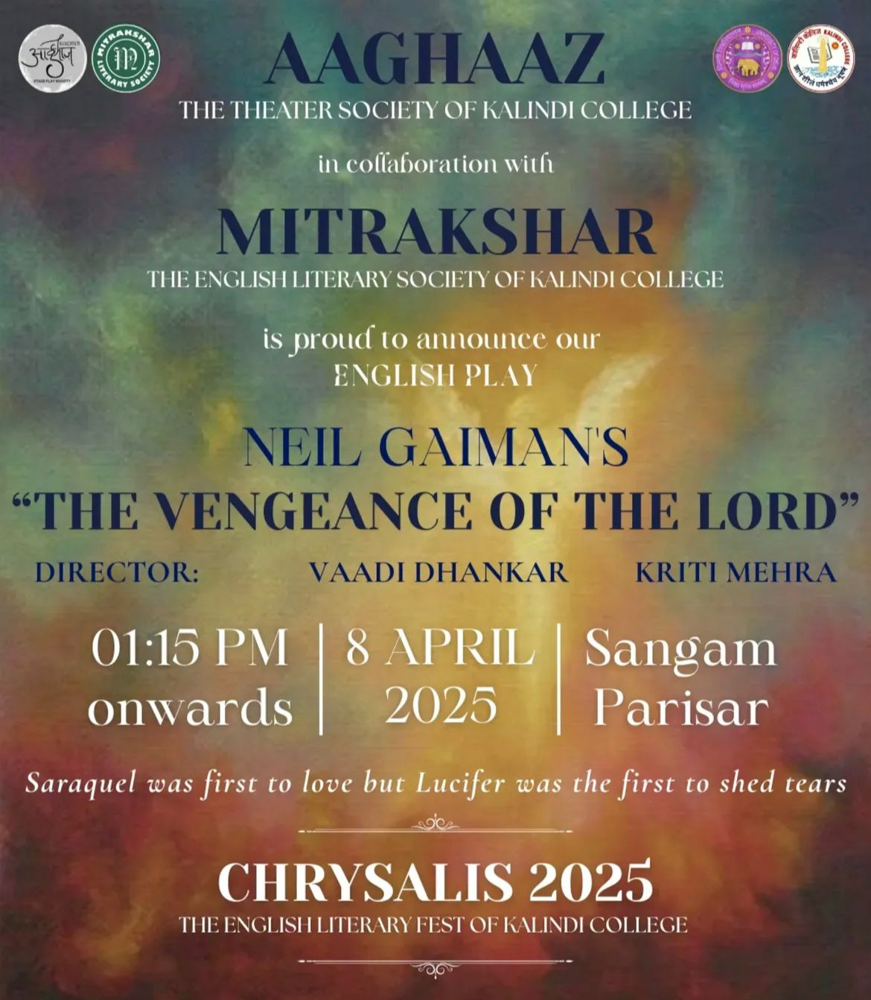 आग़ाज़
STAGE PLAY SOCIETY
MITRAKSHAR
LITERARY SOCIETY
कालिन्दी कॉलेज KALINDI COLLEGE
AAGHAAZ
THE THEATER SOCIETY OF KALINDI COLLEGE
in collaboration with
MITRAKSHAR
THE ENGLISH LITERARY SOCIETY OF KALINDI COLLEGE
is proud to announce our
ENGLISH PLAY
NEIL GAIMAN'S
“THE VENGEANCE OF THE LORD”
DIRECTOR: VAADI DHANKAR KRITI MEHRA
01:15 PM onwards
8 APRIL 2025
Sangam Parisar
Saraquel was first to love but Lucifer was the first to shed tears
CHRYSALIS 2025
THE ENGLISH LITERARY FEST OF KALINDI COLLEGE